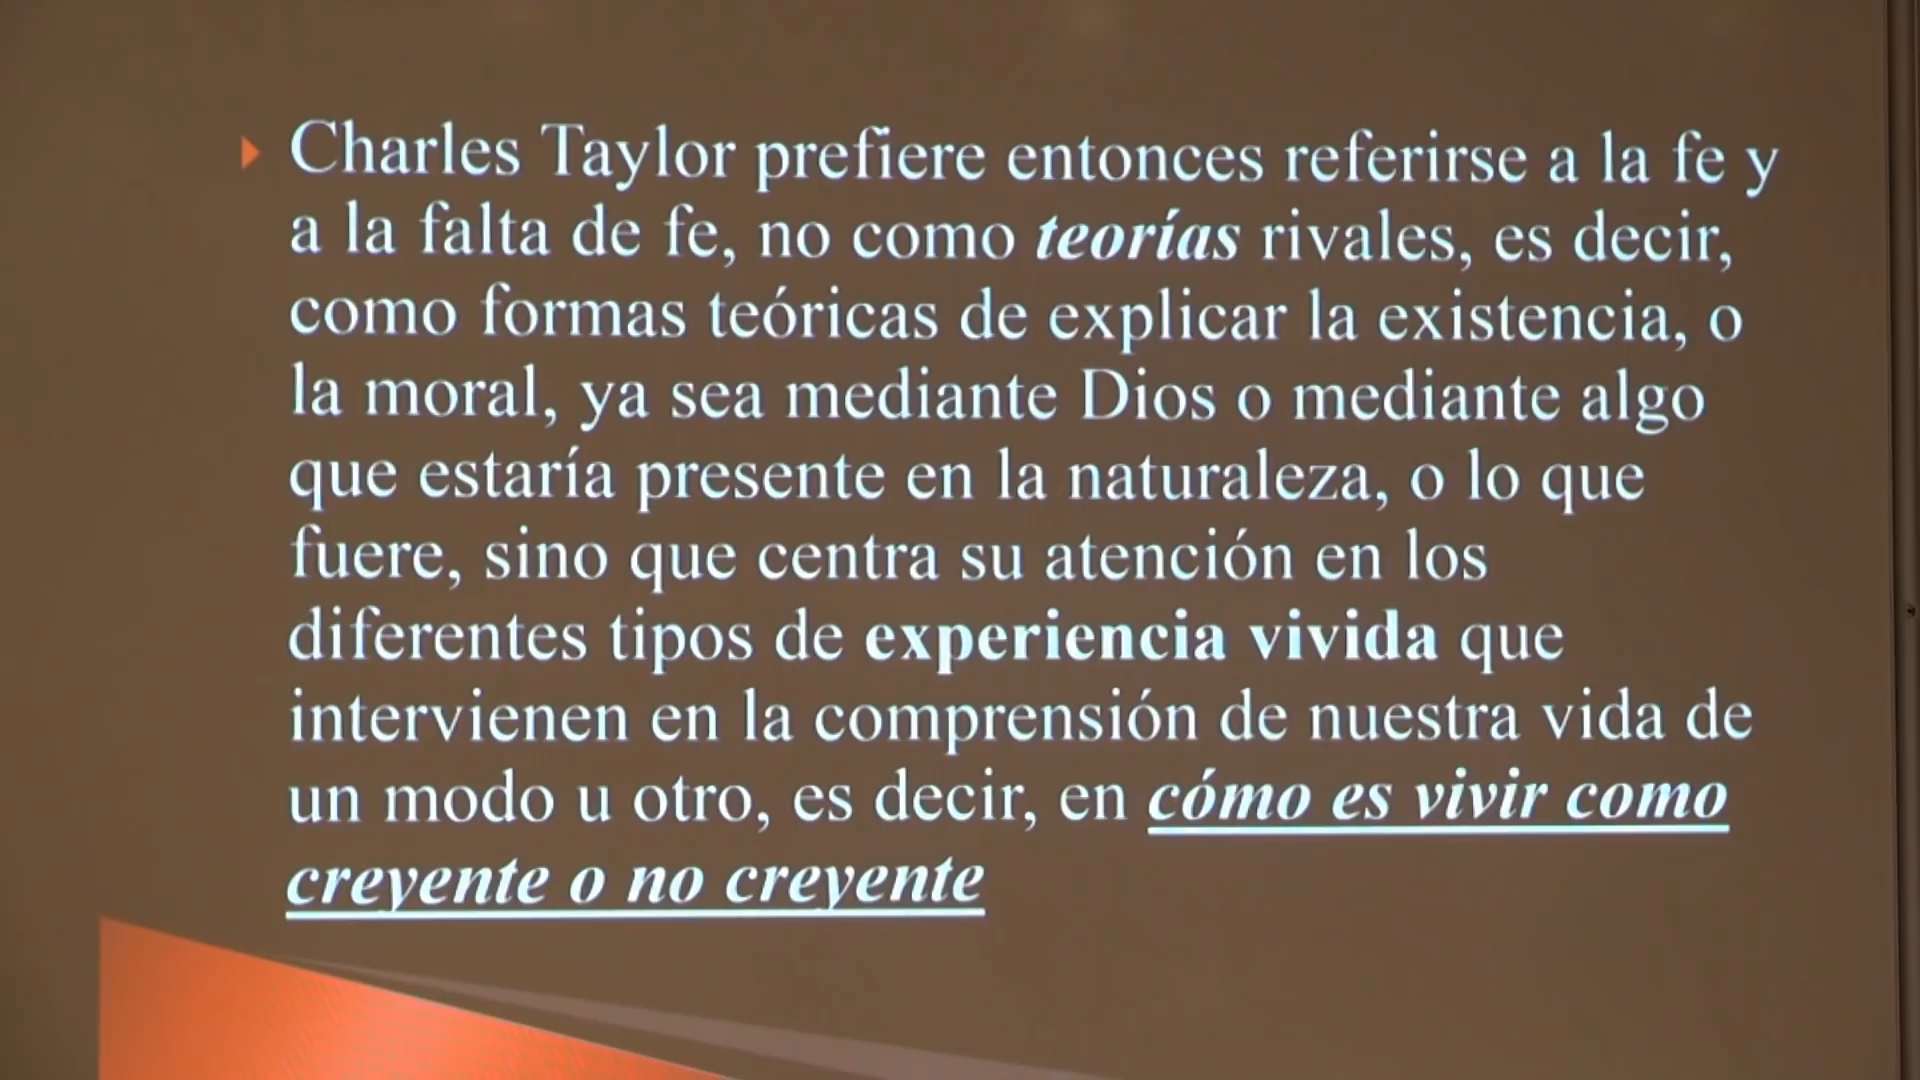 Charles Taylor prefiere entonces referirse a la fe y
a la falta de fe, no como teorías rivales, es decir,
como formas teóricas de explicar la existencia, o
la moral, ya sea mediante Dios o mediante algo
que estaría presente en la naturaleza, o lo que
fuere, sino que centra su atención en los
diferentes tipos de experiencia vivida que
intervienen en la comprensión de nuestra vida de
un modo u otro, es decir, en cómo es vivir como
creyente o no creyente